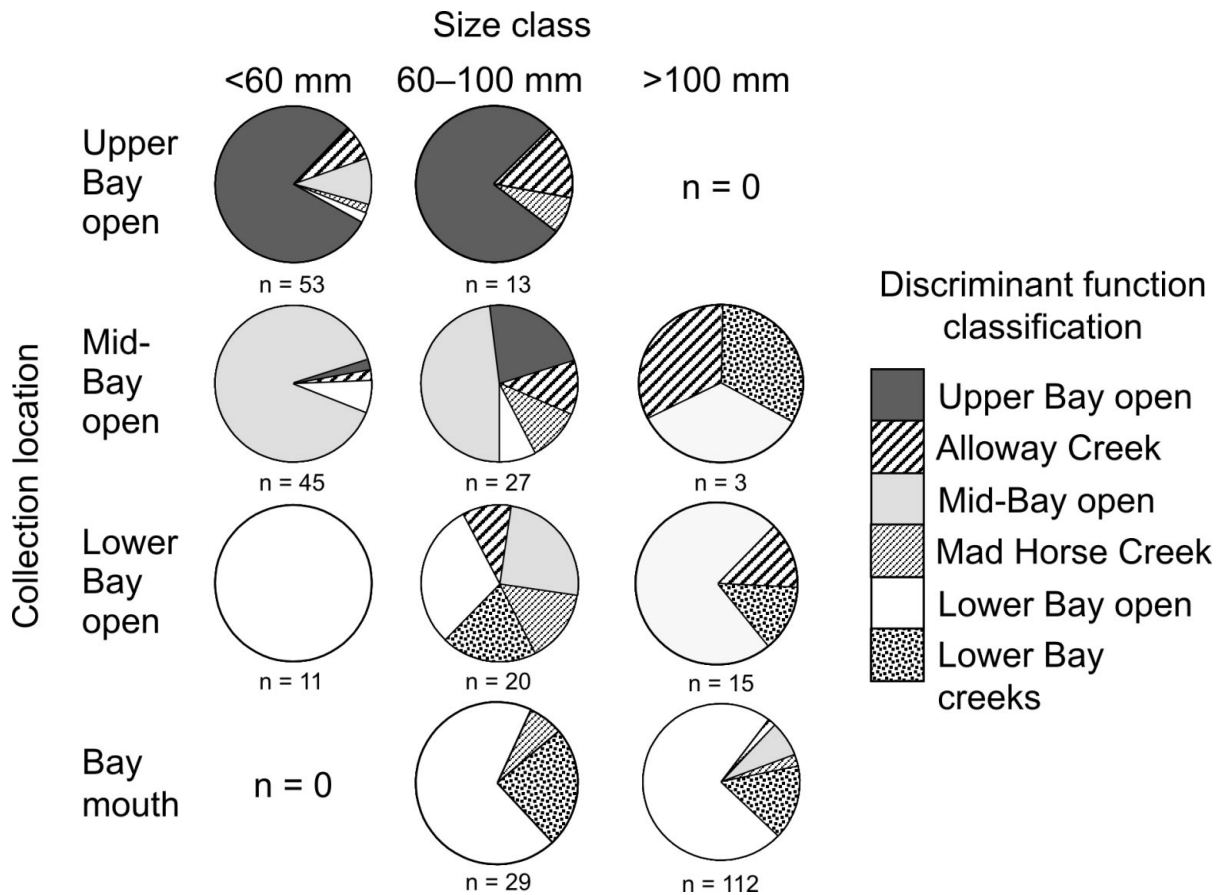 Size class
<60 mm
60–100 mm
>100 mm
Collection location
Upper
Bay
open
n = 53
n = 13
n = 0
Mid-
Bay
open
n = 45
n = 27
n = 3
Lower
Bay
open
n = 11
n = 20
n = 15
Bay
mouth
n = 0
n = 29
n = 112
Discriminant function
classification
Upper Bay open
Alloway Creek
Mid-Bay open
Mad Horse Creek
Lower Bay open
Lower Bay
creeks